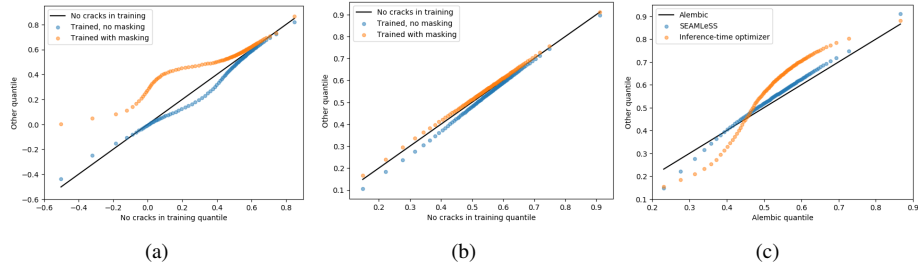 No cracks in training
Trained, no masking
Trained with masking
Other quantile
0.8
0.6
0.4
0.2
0.0
−0.2
−0.4
−0.6
−0.6 −0.4 −0.2 0.0 0.2 0.4 0.6 0.8
No cracks in training quantile
(a)
No cracks in training
Trained, no masking
Trained with masking
Other quantile
0.9
0.8
0.7
0.6
0.5
0.4
0.3
0.2
0.1
0.2 0.3 0.4 0.5 0.6 0.7 0.8 0.9
No cracks in training quantile
(b)
Alembic
SEAMLeSS
Inference-time optimizer
Other quantile
0.9
0.8
0.7
0.6
0.5
0.4
0.3
0.2
0.1
0.2 0.3 0.4 0.5 0.6 0.7 0.8 0.9
Alembic quantile
(c)